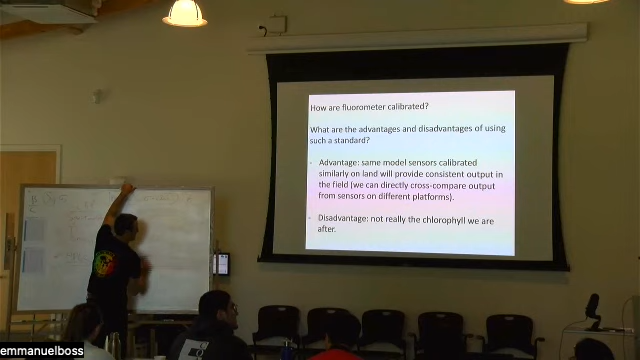 How are fluorometer calibrated?
What are the advantages and disadvantages of using
such a standard?
- Advantage: same model sensors calibrated
similarly on land will provide consistent output in
the field (we can directly cross-compare output
from sensors on different platforms).
- Disadvantage: not really the chlorophyll we are
after.
emmanuelboss